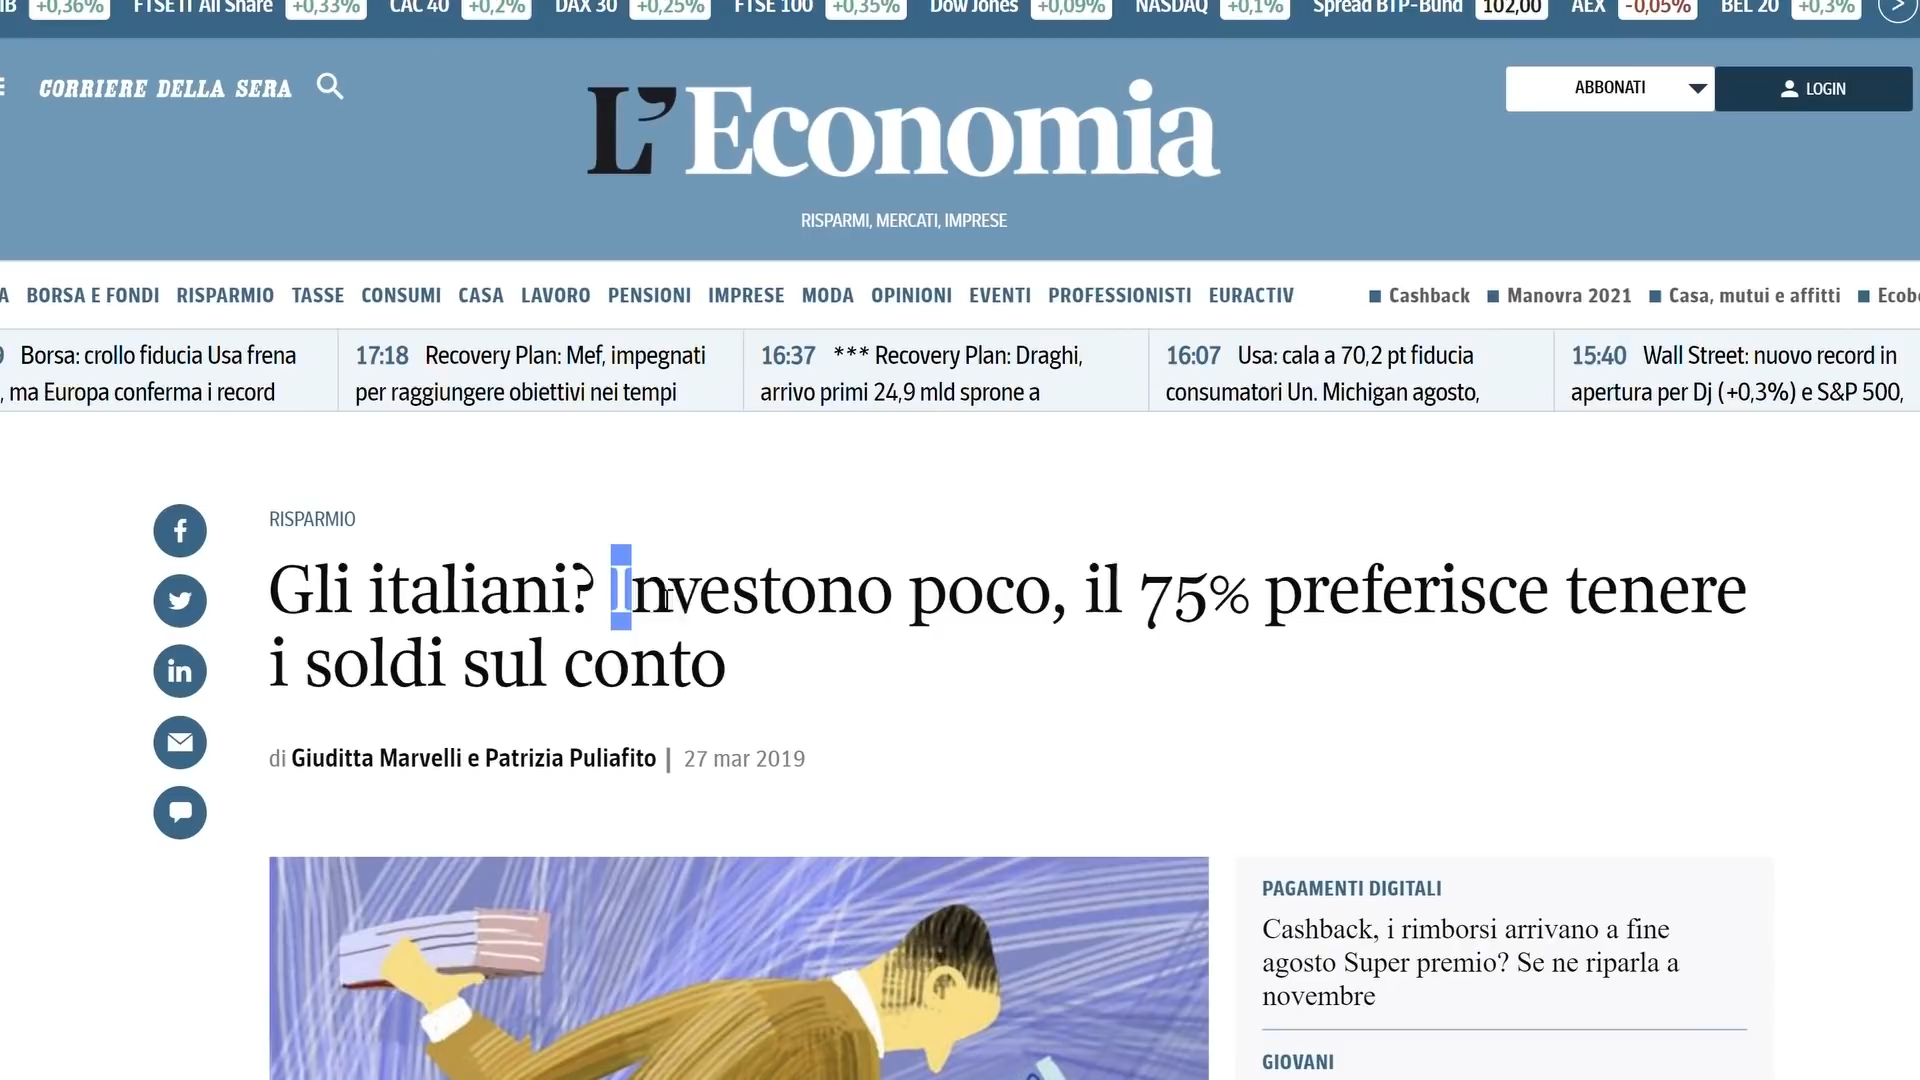 +0,36% FTSE IT All Share +0,33% CAC 40 +0,2% DAX 30 +0,25% FTSE 100 +0,35% Dow Jones +0,09% NASDAQ +0,1% Spread BTP-Bund 102,00 AEX -0,05% BEL 20 +0,3%
CORRIERE DELLA SERA
L'Economia
RISPARMI, MERCATI, IMPRESE
ABBONATI
LOGIN
A BORSA E FONDI RISPARMIO TASSE CONSUMI CASA LAVORO PENSIONI IMPRESE MODA OPINIONI EVENTI PROFESSIONISTI EURACTIV
Cashback Manovra 2021 Casa, mutui e affitti
Borsa: crollo fiducia Usa frena
, ma Europa conferma i record
17:18 Recovery Plan: Mef, impegnati
per raggiungere obiettivi nei tempi
16:37 *** Recovery Plan: Draghi,
arrivo primi 24,9 mld sprone a
16:07 Usa: cala a 70,2 pt fiducia
consumatori Un. Michigan agosto,
15:40 Wall Street: nuovo record in
apertura per Dj (+0,3%) e S&P 500,
RISPARMIO
Gli italiani? Investono poco, il 75% preferisce tenere
i soldi sul conto
di Giuditta Marvelli e Patrizia Puliafito | 27 mar 2019
PAGAMENTI DIGITALI
Cashback, i rimborsi arrivano a fine
agosto Super premio? Se ne riparla a
novembre
GIOVANI